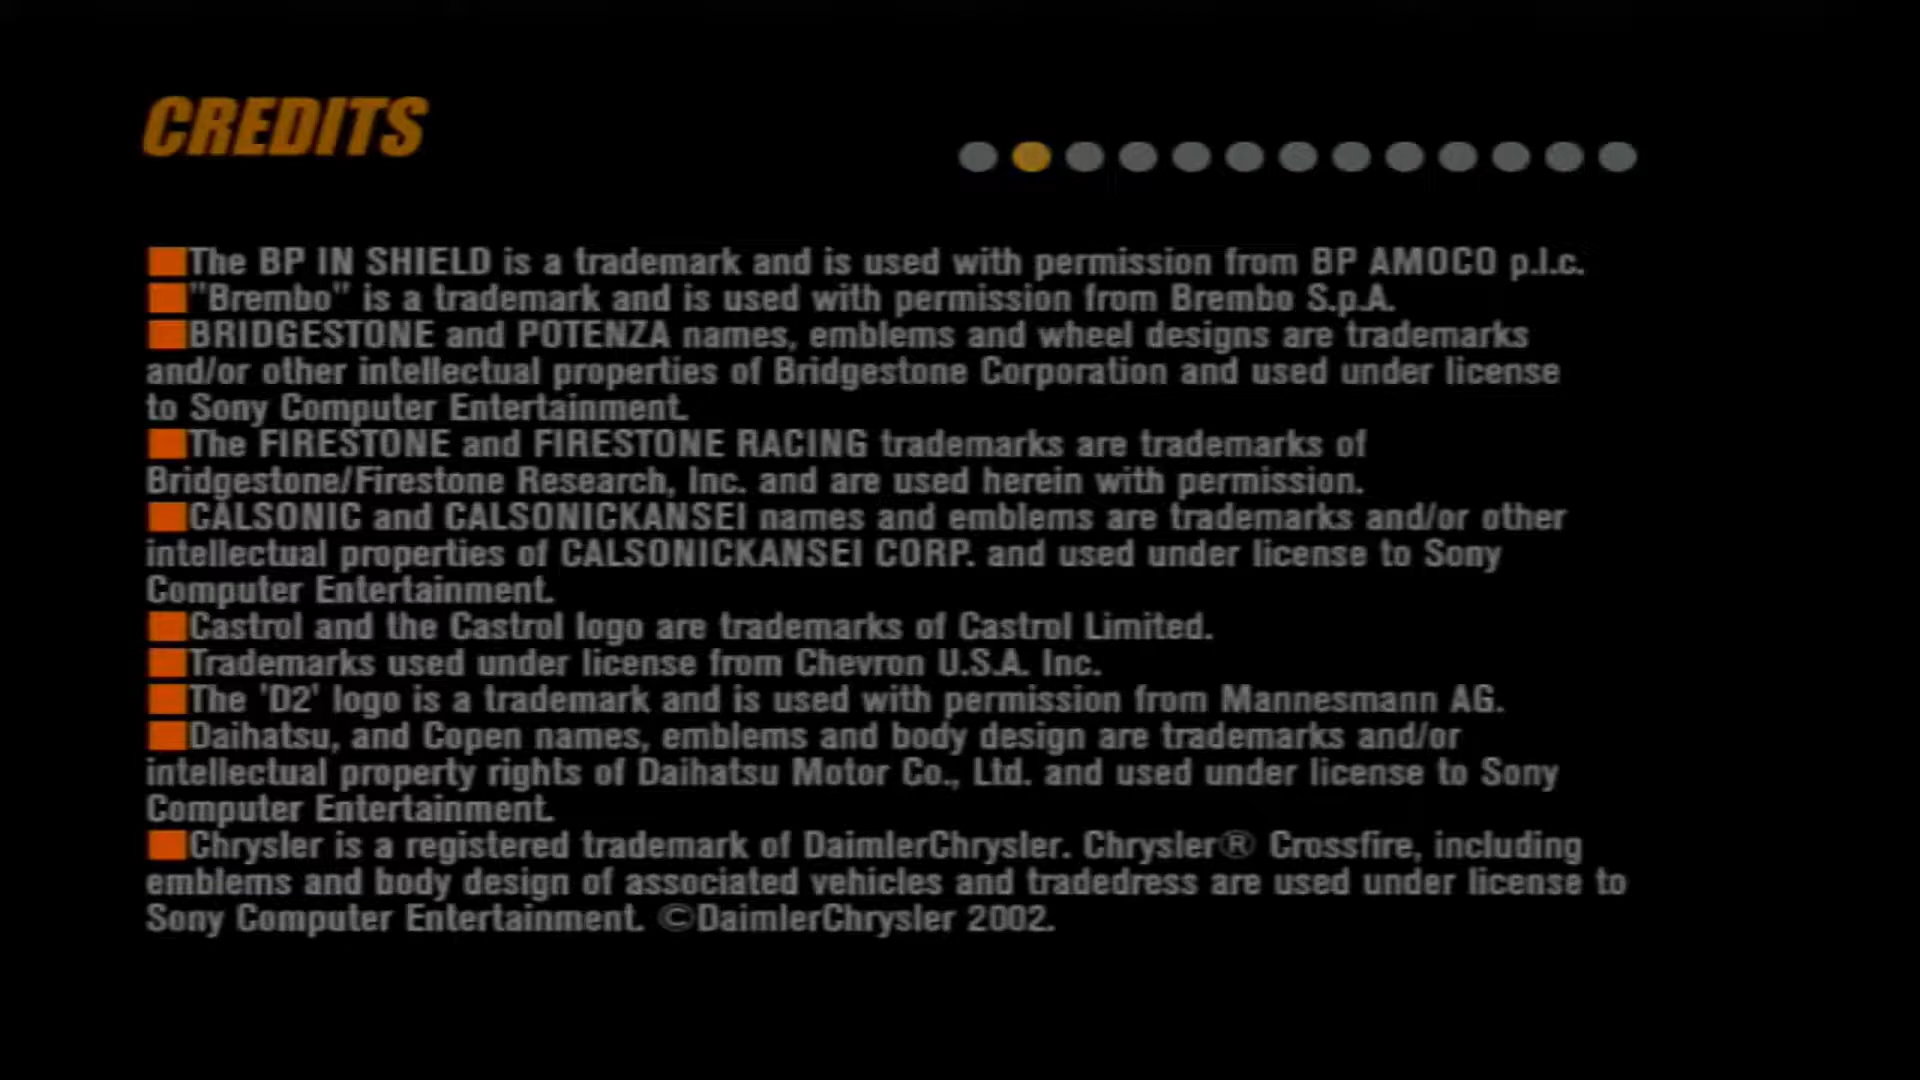 CREDITS
■The BP IN SHIELD is a trademark and is used with permission from BP AMOCO p.l.c.
■"Brembo" is a trademark and is used with permission from Brembo S.p.A.
■BRIDGESTONE and POTENZA names, emblems and wheel designs are trademarks
and/or other intellectual properties of Bridgestone Corporation and used under license
to Sony Computer Entertainment.
■The FIRESTONE and FIRESTONE RACING trademarks are trademarks of
Bridgestone/Firestone Research, Inc. and are used herein with permission.
■CALSONIC and CALSONICKANSEI names and emblems are trademarks and/or other
intellectual properties of CALSONICKANSEI CORP. and used under license to Sony
Computer Entertainment.
■Castrol and the Castrol logo are trademarks of Castrol Limited.
■Trademarks used under license from Chevron U.S.A. Inc.
■The 'D2' logo is a trademark and is used with permission from Mannesmann AG.
■Daihatsu, and Copen names, emblems and body design are trademarks and/or
intellectual property rights of Daihatsu Motor Co., Ltd. and used under license to Sony
Computer Entertainment.
■Chrysler is a registered trademark of DaimlerChrysler. Chrysler® Crossfire, including
emblems and body design of associated vehicles and tradedress are used under license to
Sony Computer Entertainment. ©DaimlerChrysler 2002.